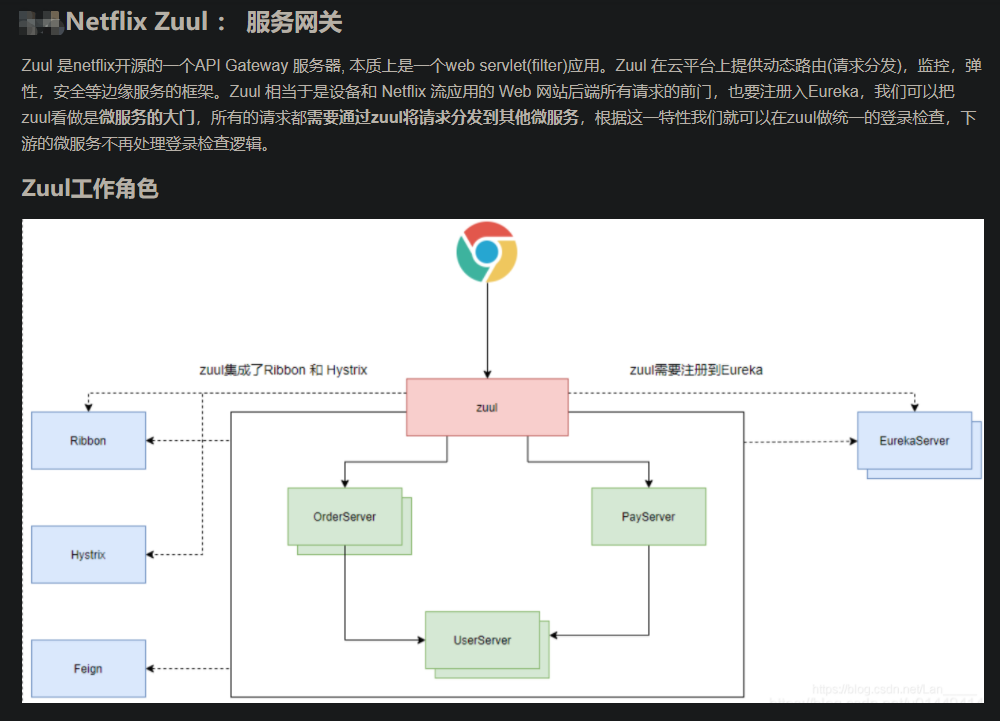 Netflix Zuul： 服务网关
Zuul 是netflix开源的一个API Gateway 服务器, 本质上是一个web servlet(filter)应用。Zuul 在云平台上提供动态路由(请求分发)，监控，弹
性，安全等边缘服务的框架。Zuul 相当于是设备和 Netflix 流应用的 Web 网站后端所有请求的前门，也要注册入Eureka，我们可以把
zuul看做是微服务的大门，所有的请求都需要通过zuul将请求分发到其他微服务，根据这一特性我们就可以在zuul做统一的登录检查，下
游的微服务不再处理登录检查逻辑。
Zuul工作角色
zuul集成了Ribbon 和 Hystrix
zuul需要注册到Eureka
zuul
Ribbon
EurekaServer
OrderServer
PayServer
Hystrix
UserServer
Feign
https://blog.csdn.net/Lan